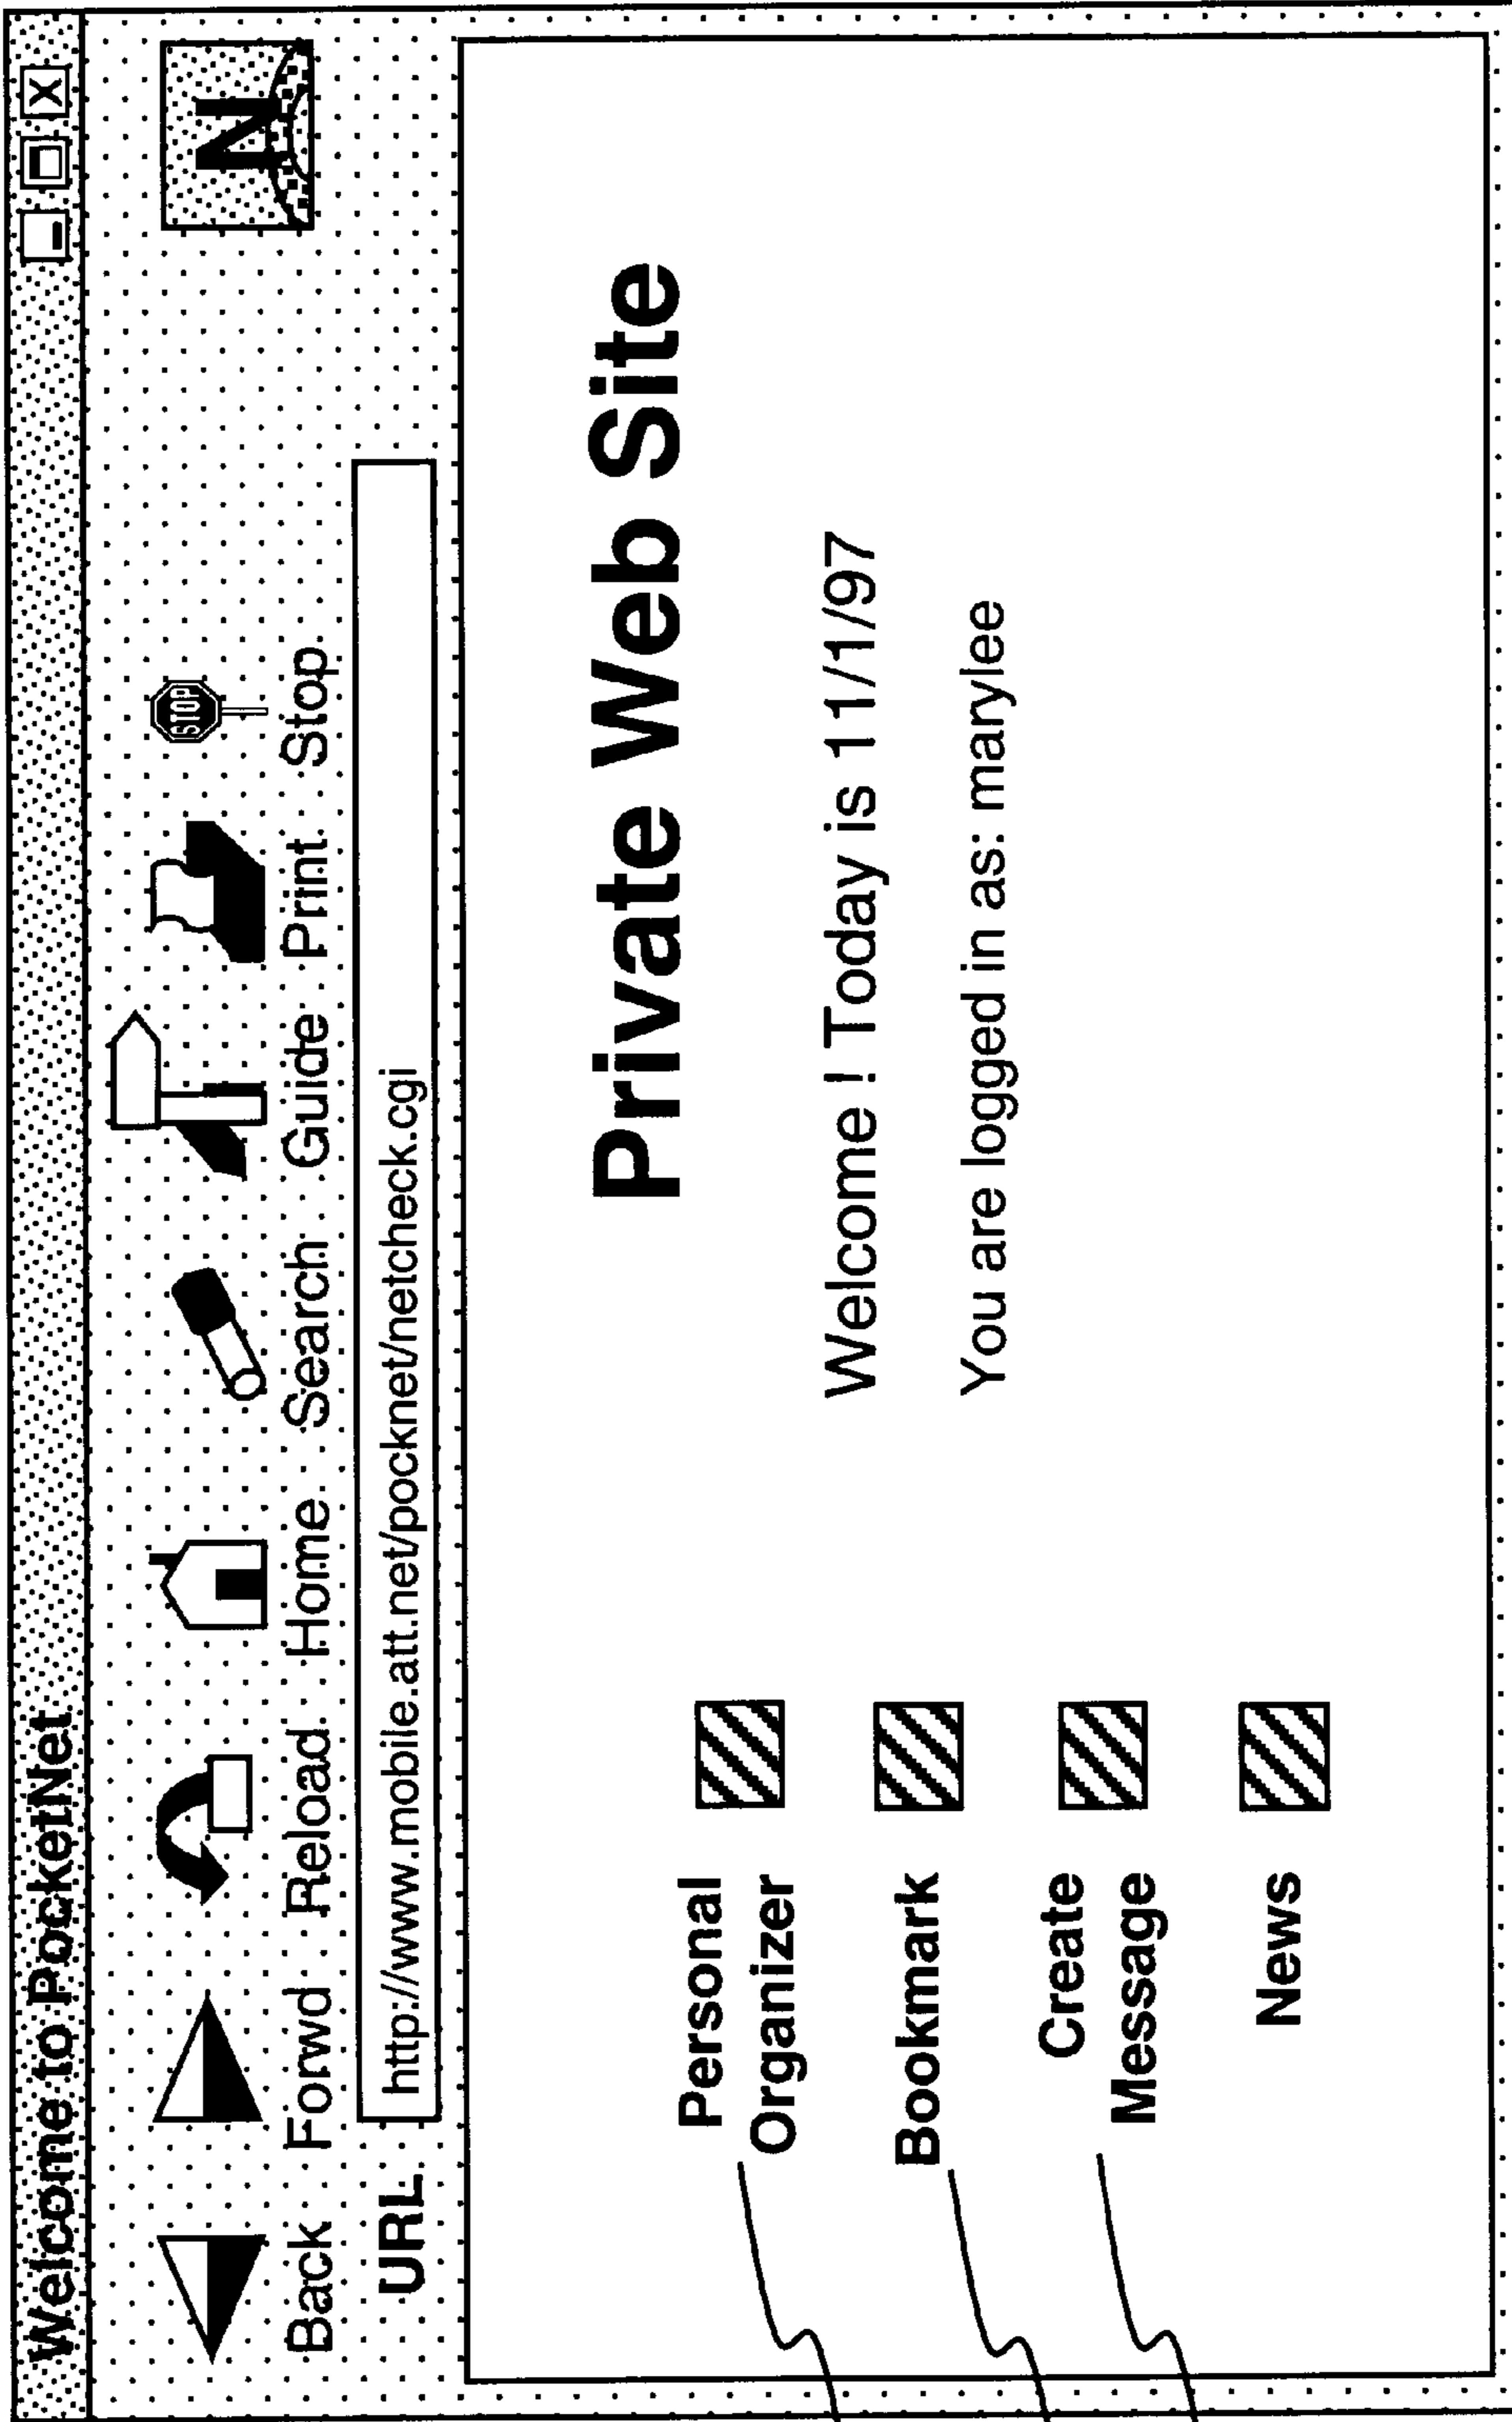 Welcome to PocketNet
Back Forwd Reload Home Search Guide Print Stop
STOP
N
URL http://www.mobile.att.net/pocknet/netcheck.cgi
Private Web Site
Welcome ! Today is 11/1/97
You are logged in as: marylee
Personal
Organizer
Bookmark
Create
Message
News